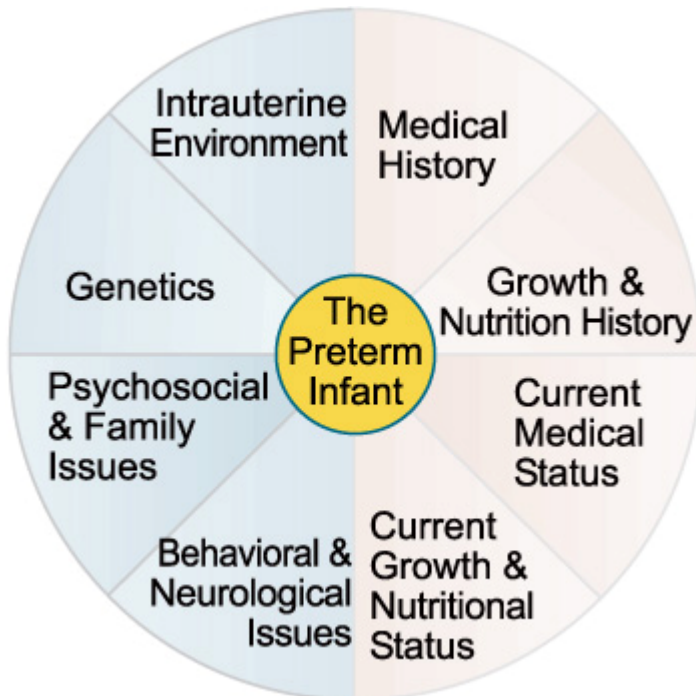 Intrauterine
Environment
Medical
History
Growth &
Nutrition History
Current
Medical
Status
Current
Growth &
Nutritional
Status
Behavioral &
Neurological
Issues
Psychosocial
& Family
Issues
Genetics
The
Preterm
Infant